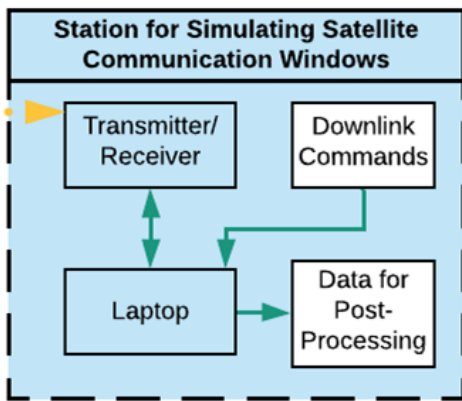 Station for Simulating Satellite
Communication Windows
Transmitter/
Receiver
Downlink
Commands
Laptop
Data for
Post-
Processing